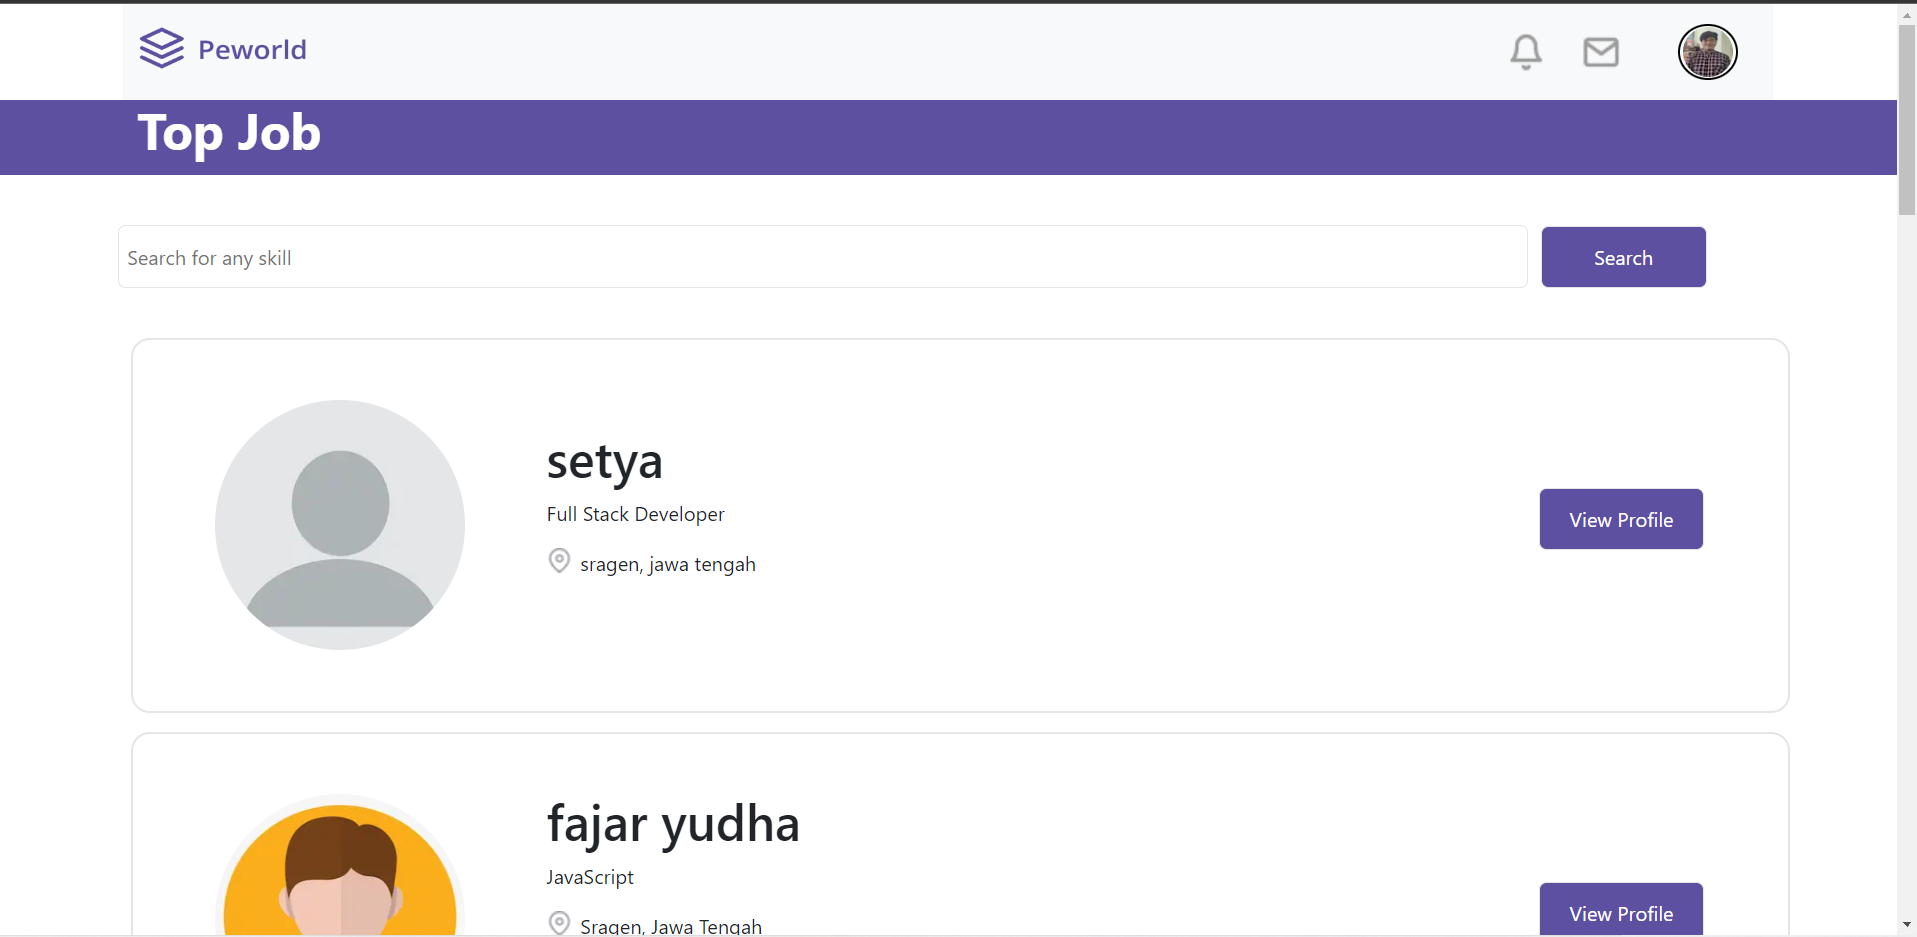 Peworld
Top Job
Search for any skill
Search
setya
Full Stack Developer
sragen, jawa tengah
View Profile
fajar yudha
JavaScript
Sragen, Jawa Tengah
View Profile